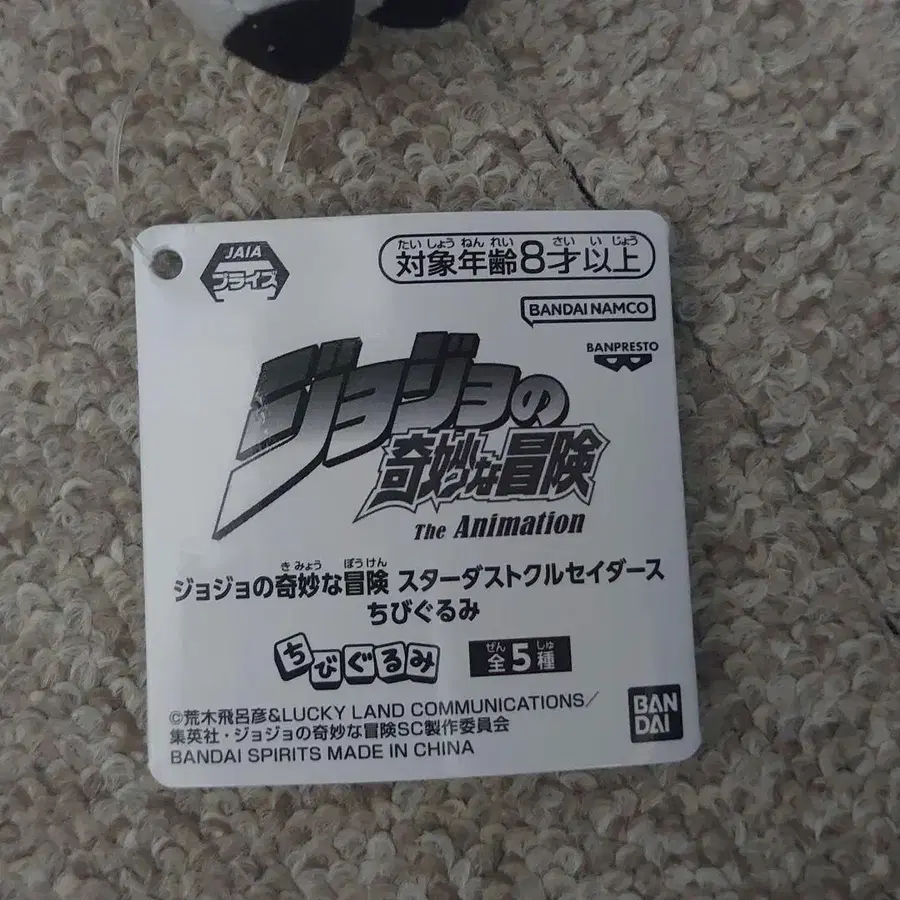 JAIA
プライズ
たいしょうねんれい さい い じょう
対象年齢8才以上
BANDAI NAMCO
BANPRESTO
ジョジョの
奇妙な冒険
The Animation
きみょう ぼうけん
ジョジョの奇妙な冒険 スターダストクルセイダース
ちびぐるみ
ちびぐるみ
ぜん しゅ
全5種
©荒木飛呂彦&LUCKY LAND COMMUNICATIONS/
集英社・ジョジョの奇妙な冒険SC製作委員会
BANDAI SPIRITS MADE IN CHINA
BAN
DAI